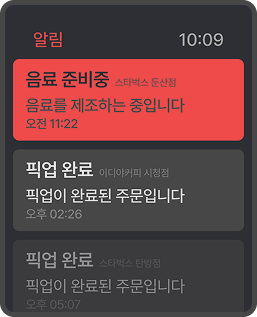 알림 10:09
음료 준비중 스타벅스 둔산점
음료를 제조하는 중입니다
오전 11:22
픽업 완료 이디야커피 시청점
픽업이 완료된 주문입니다
오후 02:26
픽업 완료 스타벅스 탄방점
픽업이 완료된 주문입니다
오후 05:07